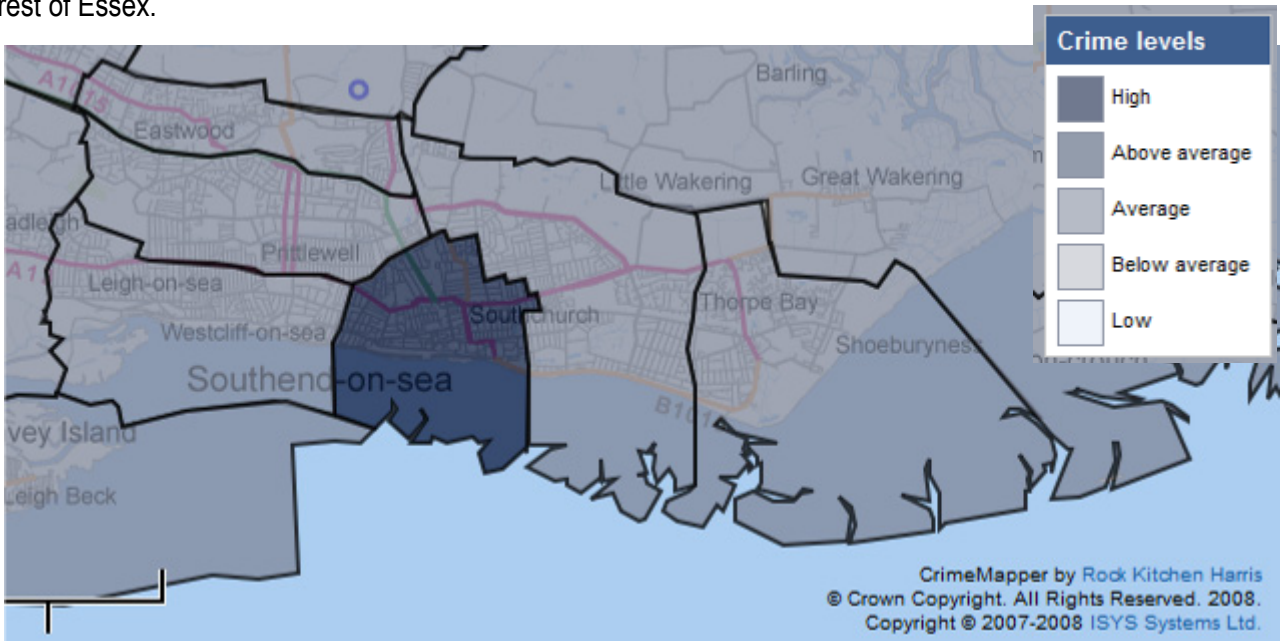 rest of Essex.
Crime levels
High
Above average
Average
Below average
Low
Barling
A1015
Eastwood
Little Wakering
Great Wakering
adleigh
Prittlewell
A1
Leigh-on-sea
Southchurch
Thorpe Bay
Westcliff-on-sea
Shoeburyness
Southend-on-sea
B101
vey Island
Leigh Beck
CrimeMapper by Rock Kitchen Harris
© Crown Copyright. All Rights Reserved. 2008.
Copyright © 2007-2008 ISYS Systems Ltd.